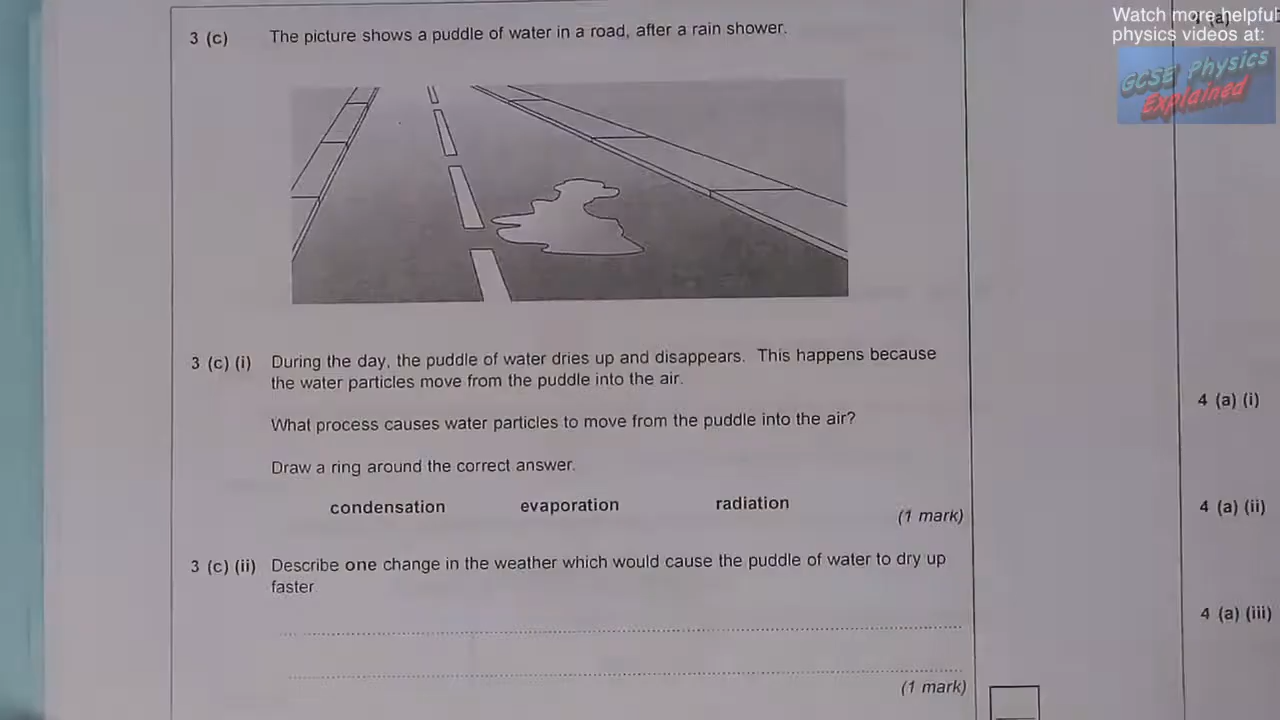 Watch more helpful
physics videos at:
GCSE Physics
Explained
3 (c) The picture shows a puddle of water in a road, after a rain shower.
3 (c) (i) During the day, the puddle of water dries up and disappears. This happens because
the water particles move from the puddle into the air.
What process causes water particles to move from the puddle into the air?
Draw a ring around the correct answer.
condensation evaporation radiation
(1 mark)
3 (c) (ii) Describe one change in the weather which would cause the puddle of water to dry up
faster
(1 mark)
4 (a) (i)
4 (a) (ii)
4 (a) (iii)